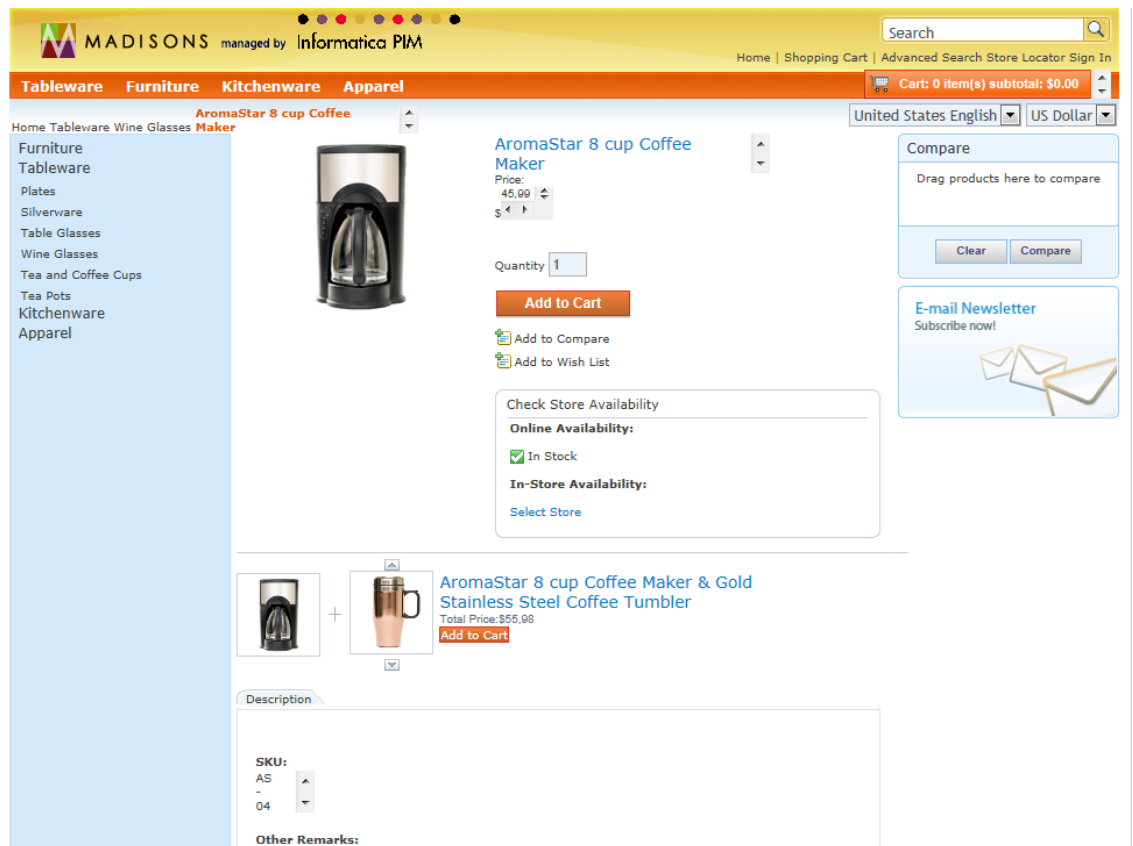 MADISONS managed by Informatica PIM
Search
Home | Shopping Cart | Advanced Search Store Locator Sign In
Tableware Furniture Kitchenware Apparel
Cart: 0 item(s) subtotal: $0.00
United States English US Dollar
AromaStar 8 cup Coffee
Home Tableware Wine Glasses Maker
Furniture
Tableware
Plates
Silverware
Table Glasses
Wine Glasses
Tea and Coffee Cups
Tea Pots
Kitchenware
Apparel
AromaStar 8 cup Coffee
Maker
Price:
45,99
$
Quantity 1
Add to Cart
Add to Compare
Add to Wish List
Check Store Availability
Online Availability:
In Stock
In-Store Availability:
Select Store
Compare
Drag products here to compare
Clear Compare
E-mail Newsletter
Subscribe now!
+
AromaStar 8 cup Coffee Maker & Gold
Stainless Steel Coffee Tumbler
Total Price:$55,98
Add to Cart
Description
SKU:
AS
-
04
Other Remarks: